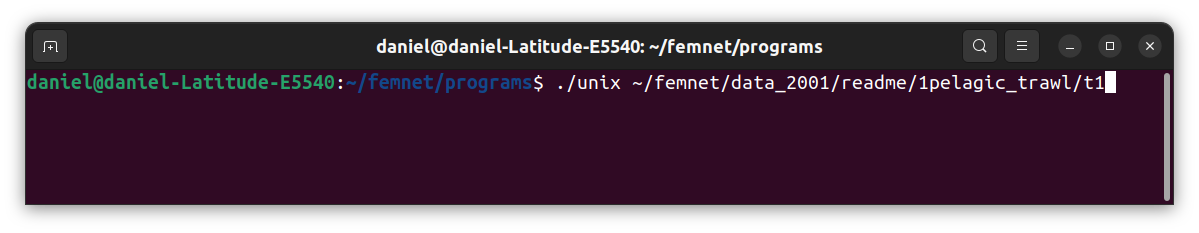 daniel@daniel-Latitude-E5540: ~/femnet/programs
daniel@daniel-Latitude-E5540:~/femnet/programs$ ./unix ~/femnet/data_2001/readme/1pelagic_trawl/t1